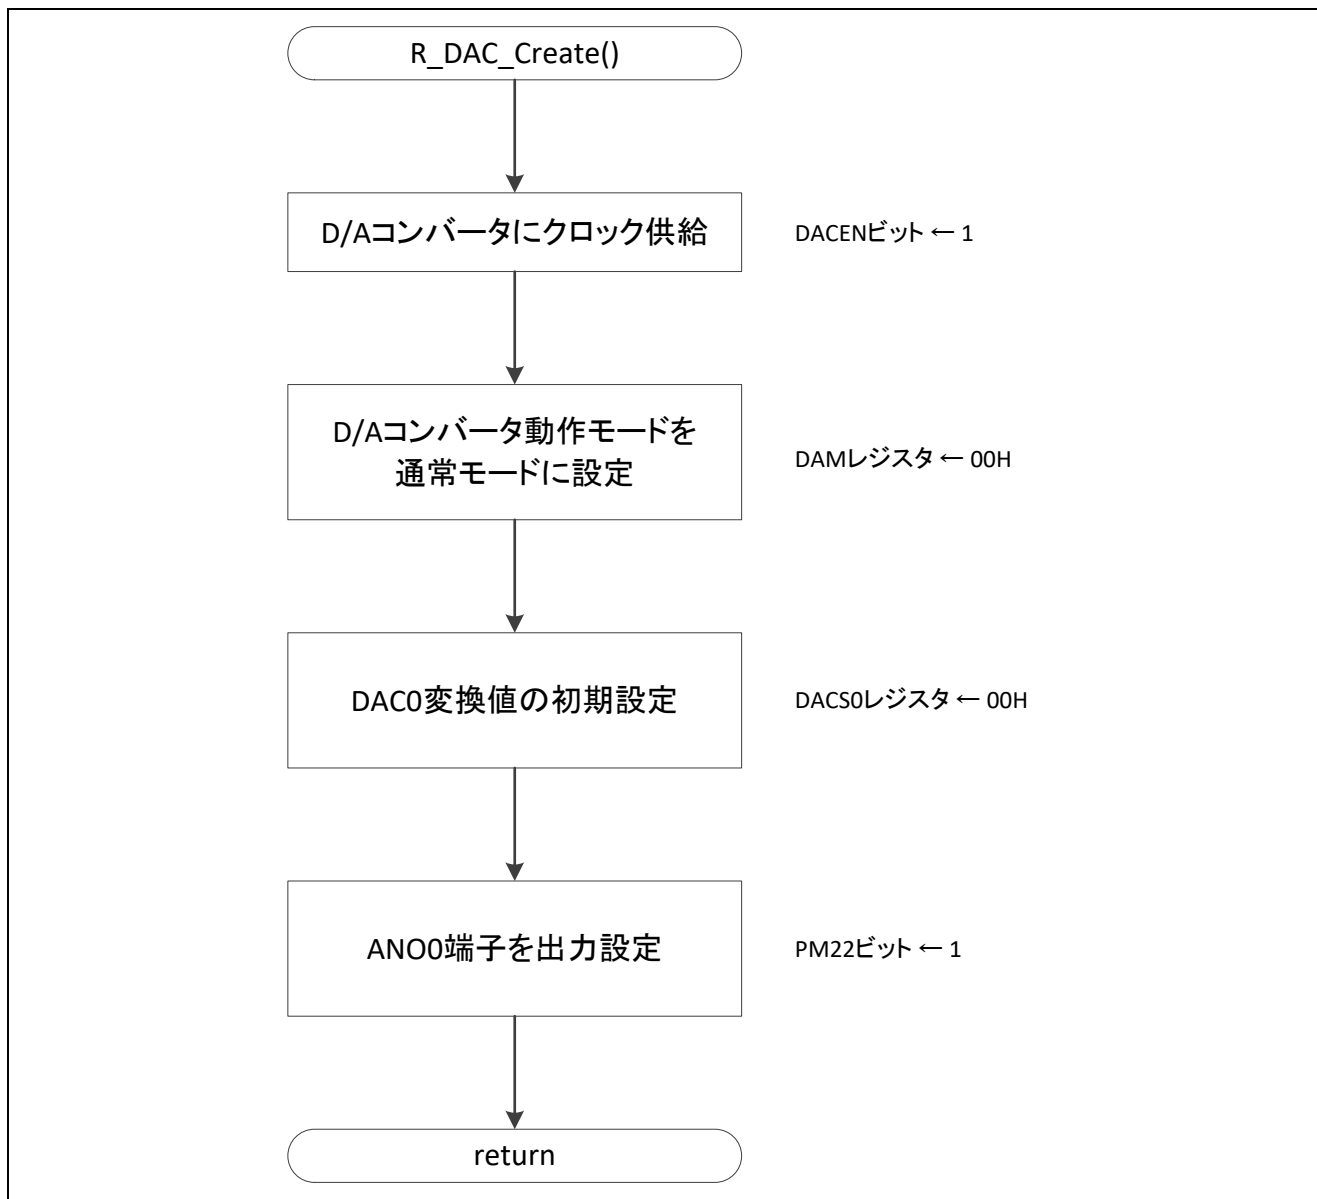 R_DAC_Create()
D/Aコンバータにクロック供給
DACENビット ← 1
D/Aコンバータ動作モードを
通常モードに設定
DAMレジスタ ← 00H
DAC0変換値の初期設定
DACS0レジスタ ← 00H
ANO0端子を出力設定
PM22ビット ← 1
return